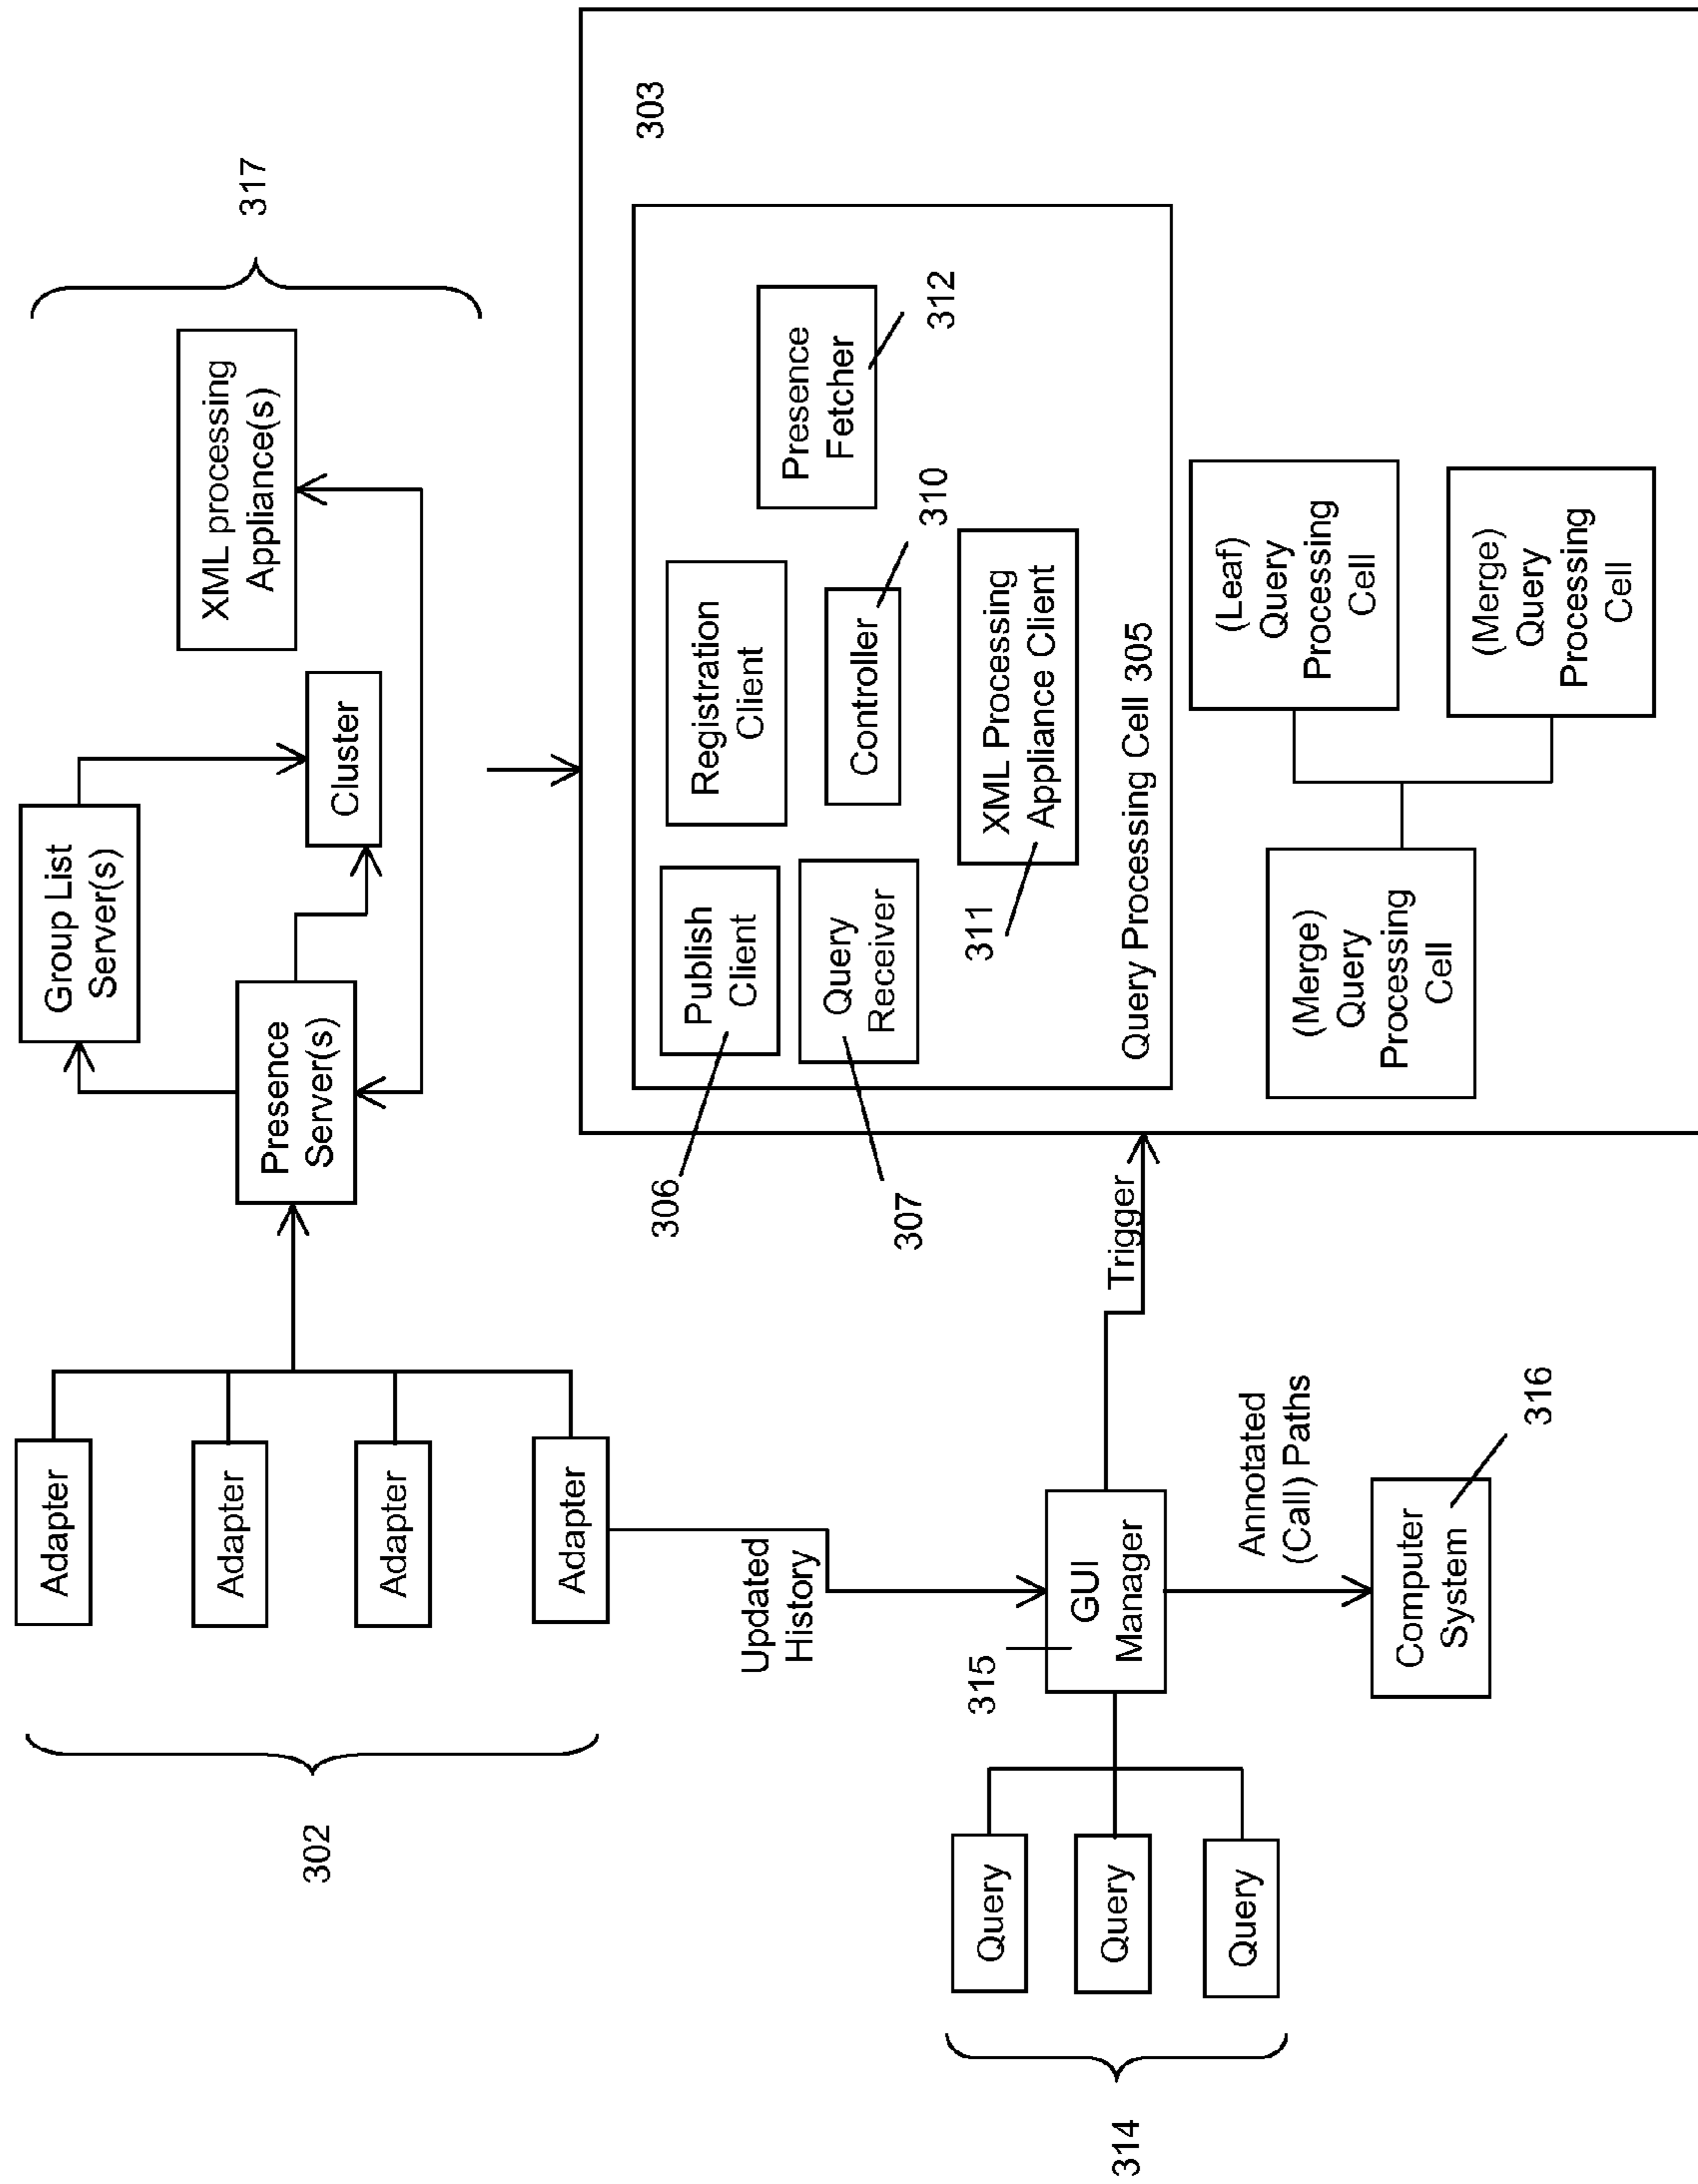 302
Adapter
Adapter
Adapter
Adapter
Presence
Server(s)
Group List
Server(s)
Cluster
XML processing
Appliance(s)
317
Updated
History
314
Query
Query
Query
315
GUI
Manager
Trigger
Annotated
(Call) Paths
Computer
System
316
303
306
Publish
Client
Registration
Client
307
Query
Receiver
Controller
310
Presence
Fetcher
312
311
XML Processing
Appliance Client
Query Processing Cell 305
(Merge)
Query
Processing
Cell
(Leaf)
Query
Processing
Cell
(Merge)
Query
Processing
Cell